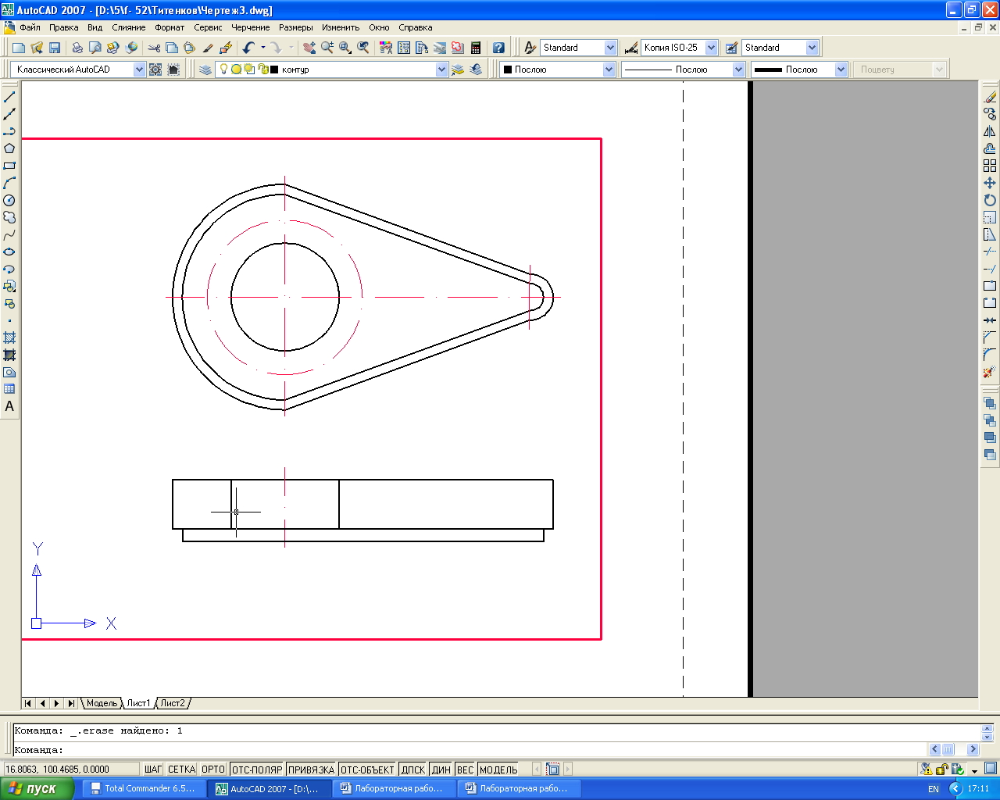 AutoCAD 2007 - [D:\5\f- 52\Титенков\Чертеж3.dwg]
Файл Правка Вид Слияние Формат Сервис Черчение Размеры Изменить Окно Справка
Standard Копия ISO-25 Standard
Классический AutoCAD контур Послою Послою Послою Поцвету
A
Y
X
Модель Лист1 Лист2
Команда: _.erase найдено: 1
Команда:
16.8063, 100.4685, 0.0000 ШАГ СЕТКА ОРТО ОТС-ПОЛЯР ПРИВЯЗКА ОТС-ОБЪЕКТ ДПСК ДИН ВЕС МОДЕЛЬ
пуск Total Commander 6.5... AutoCAD 2007 - [D:\... Лабораторная рабо... Лабораторная рабо... EN 17:11